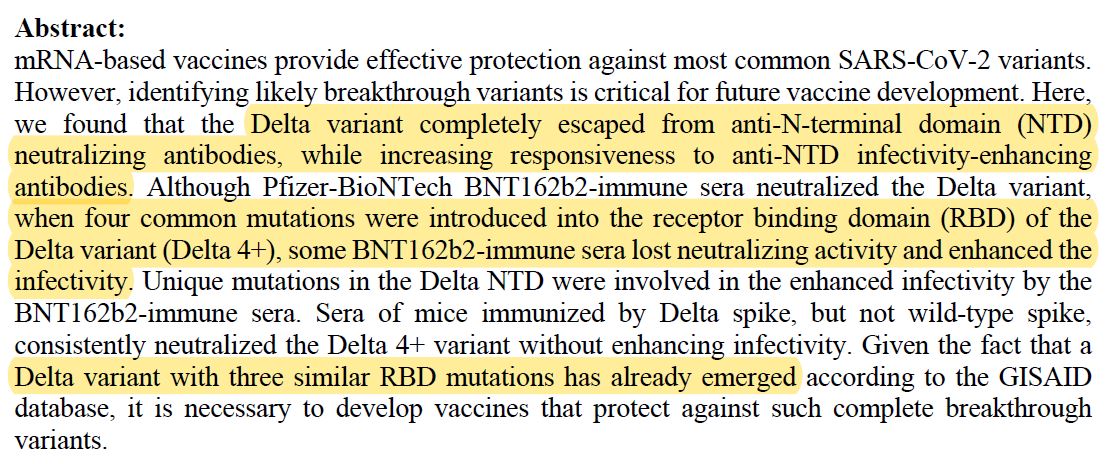 Abstract:
mRNA-based vaccines provide effective protection against most common SARS-CoV-2 variants.
However, identifying likely breakthrough variants is critical for future vaccine development. Here,
we found that the Delta variant completely escaped from anti-N-terminal domain (NTD)
neutralizing antibodies, while increasing responsiveness to anti-NTD infectivity-enhancing
antibodies. Although Pfizer-BioNTech BNT162b2-immune sera neutralized the Delta variant,
when four common mutations were introduced into the receptor binding domain (RBD) of the
Delta variant (Delta 4+), some BNT162b2-immune sera lost neutralizing activity and enhanced the
infectivity. Unique mutations in the Delta NTD were involved in the enhanced infectivity by the
BNT162b2-immune sera. Sera of mice immunized by Delta spike, but not wild-type spike,
consistently neutralized the Delta 4+ variant without enhancing infectivity. Given the fact that a
Delta variant with three similar RBD mutations has already emerged according to the GISAID
database, it is necessary to develop vaccines that protect against such complete breakthrough
variants.